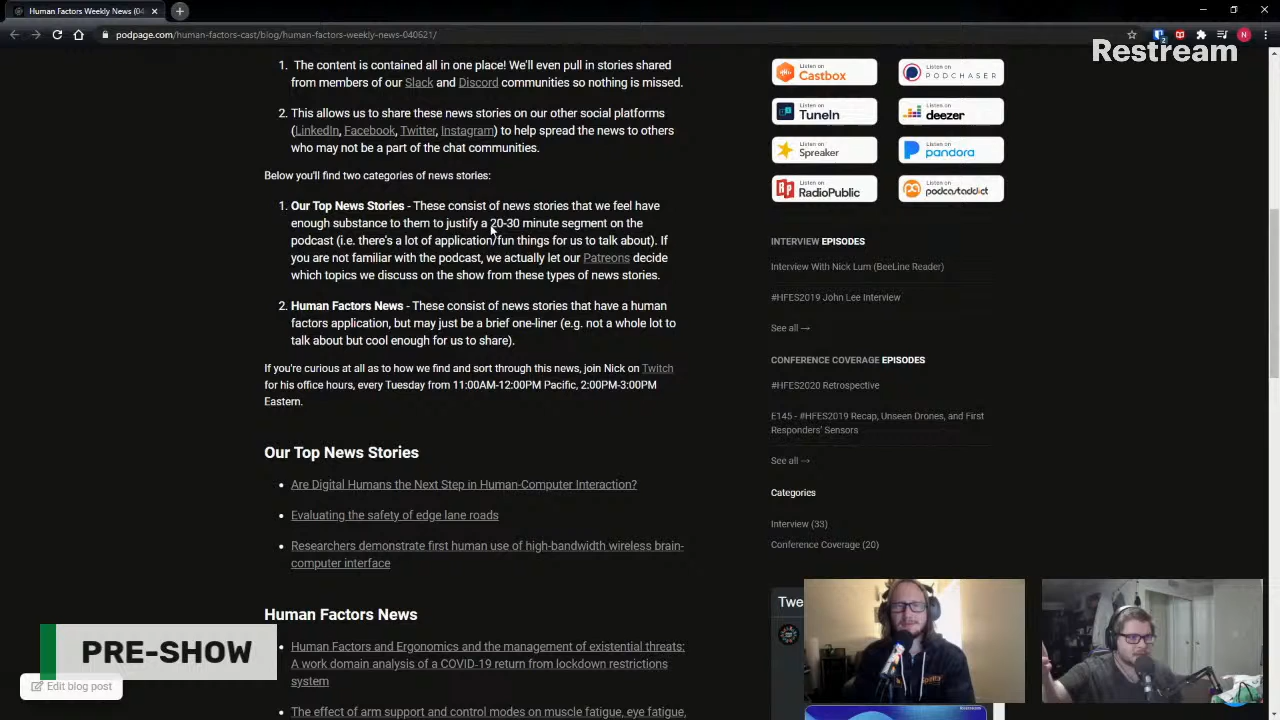 Human Factors Weekly News (04
podpage.com/human-factors-cast/blog/human-factors-weekly-news-040621/
N
Restream
1. The content is contained all in one place! We'll even pull in stories shared
from members of our Slack and
communities so nothing is missed.
2. This allows us to share these news stories on other social platforms
(LinkedIn, Facebook, Twitter, Instagram) to help spread the news to others
who may not be a part of the chat communities.
Below you'll find two categories of news stories:
1. Our Top News Stories - These consist of news stories that we feel have
enough substance to them to justify a 20-30 minute segment on the
podcast (i.e. there's a lot of application/fun things for us to talk about). If
you are not familiar with the podcast, we actually let our Patreons decide
which topics we discuss on the show from these types of news stories.
2. Human Factors News - These consist of news stories that have a human
factors application, but may just be a brief one-liner (e.g. not a whole lot to
talk about but cool enough for us to share).
If you're curious at all as to how we find and sort through this news, join Nick on Twitch
for his office hours, every Tuesday from 11:00AM-12:00PM Pacific, 2:00PM-3:00PM
Eastern.
Our Top News Stories
Are Digital Humans the Next Step in Human-Computer Interaction?
Evaluating the safety of edge lane roads
Researchers demonstrate first human use of high-bandwidth wireless brain-
computer interface
Human Factors News
Human Factors and Ergonomics and the management of existential threats:
A work domain analysis of a COVID-19 return from lockdown restrictions
system
The effect of arm support and control modes on muscle fatigue, eye fatigue,
PRE-SHOW
Edit blog post
Listen on
Castbox
Listen on
PODCHASER
Listen on
TuneIn
Listen on
deezer
Listen on
Spreaker
Listen on
pandora
Listen on
RadioPublic
Listen on
podcastaddict
INTERVIEW EPISODES
Interview With Nick Lum (BeeLine Reader)
#HFES2019 John Lee Interview
See all →
CONFERENCE COVERAGE EPISODES
#HFES2020 Retrospective
E145 - #HFES2019 Recap, Unseen Drones, and First
Responders' Sensors
See all →
Categories
Interview (33)
Conference Coverage (20)
Twe